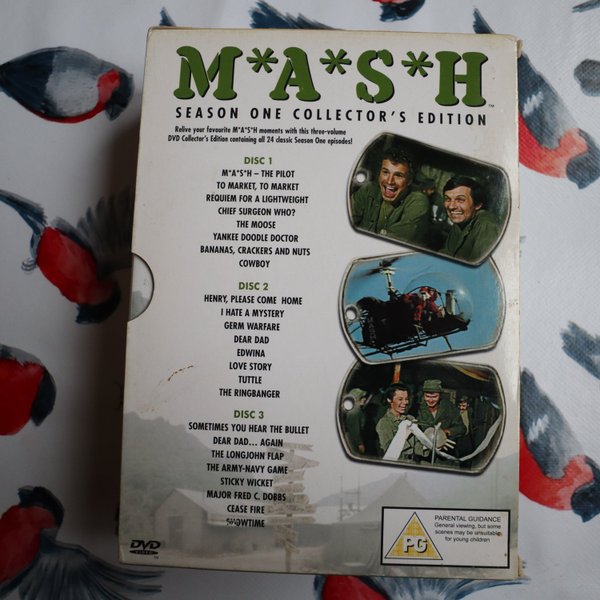 M*A*S*H
TM
SEASON ONE COLLECTOR'S EDITION
Relive your favourite M*A*S*H moments with this three-volume
DVD Collector's Edition containing all 24 classic Season One episodes!
DISC 1
M*A*S*H – THE PILOT
TO MARKET, TO MARKET
REQUIEM FOR A LIGHTWEIGHT
CHIEF SURGEON WHO?
THE MOOSE
YANKEE DOODLE DOCTOR
BANANAS, CRACKERS AND NUTS
COWBOY
DISC 2
HENRY, PLEASE COME HOME
I HATE A MYSTERY
GERM WARFARE
DEAR DAD
EDWINA
LOVE STORY
TUTTLE
THE RINGBANGER
DISC 3
SOMETIMES YOU HEAR THE BULLET
DEAR DAD... AGAIN
THE LONGJOHN FLAP
THE ARMY-NAVY GAME
STICKY WICKET
MAJOR FRED C. DOBBS
CEASE FIRE
SHOWTIME
DVD
VIDEO
TM
PG
PARENTAL GUIDANCE
General viewing, but some
scenes may be unsuitable
for young children